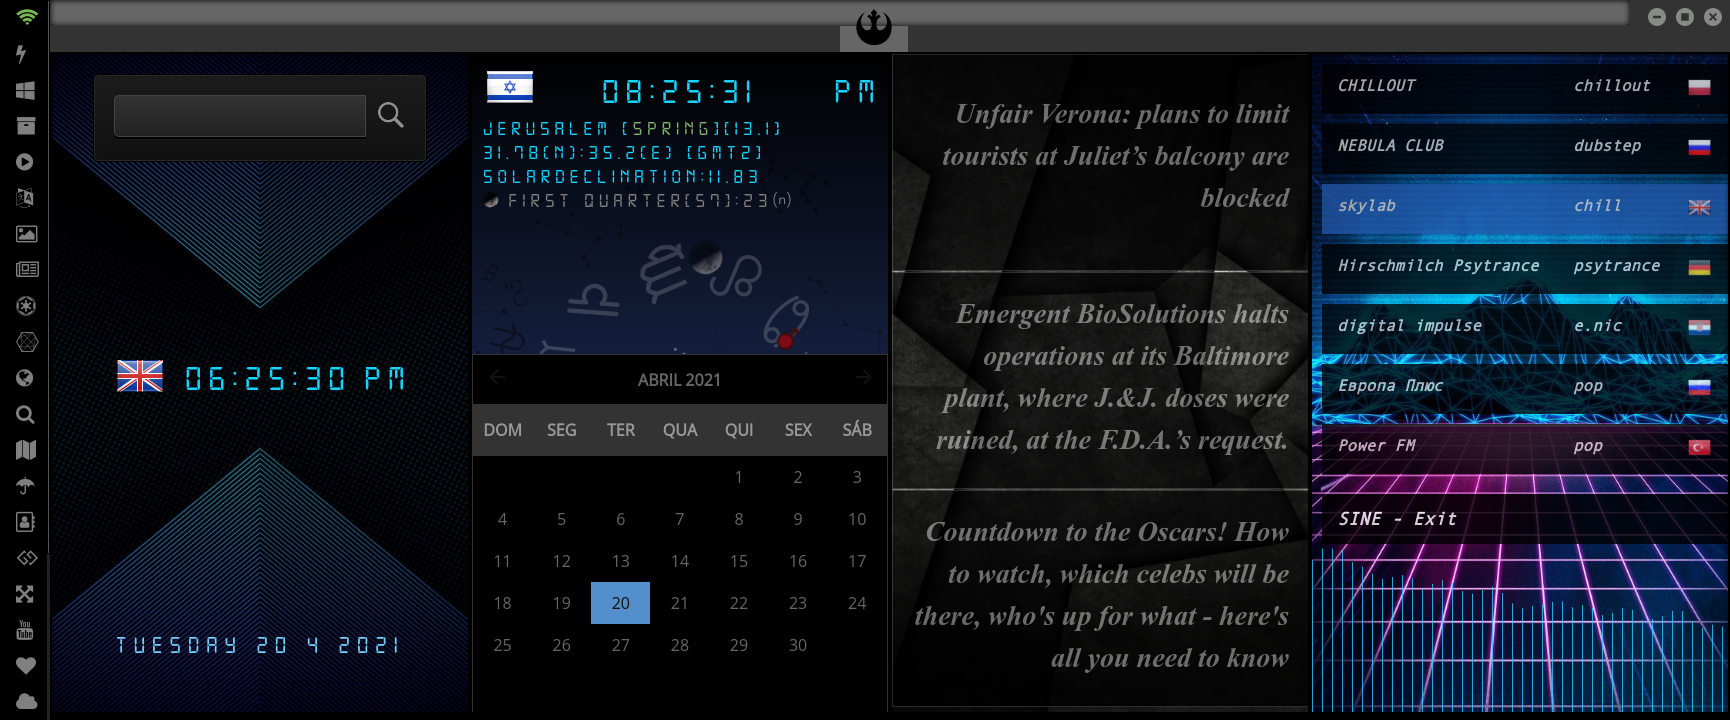 06:25:30 PM
TUESDAY 20 4 2021
08:25:31 PM
JERUSALEM [SPRING][13.1]
31.78(N):35.2(E) [GMT2]
SOLARDECLINATION:11.83
FIRST QUARTER[57]:23(n)
ABRIL 2021
DOM SEG TER QUA QUI SEX SÁB
1 2 3
4 5 6 7 8 9 10
11 12 13 14 15 16 17
18 19 20 21 22 23 24
25 26 27 28 29 30
Unfair Verona: plans to limit
tourists at Juliet’s balcony are
blocked
Emergent BioSolutions halts
operations at its Baltimore
plant, where J.&J. doses were
ruined, at the F.D.A.’s request.
Countdown to the Oscars! How
to watch, which celebs will be
there, who's up for what - here's
all you need to know
CHILLOUT chillout
NEBULA CLUB dubstep
skylab chill
Hirschmilch Psytrance psytrance
digital impulse e.nic
Европа Плюс pop
Power FM pop
SINE - Exit
You
Tube